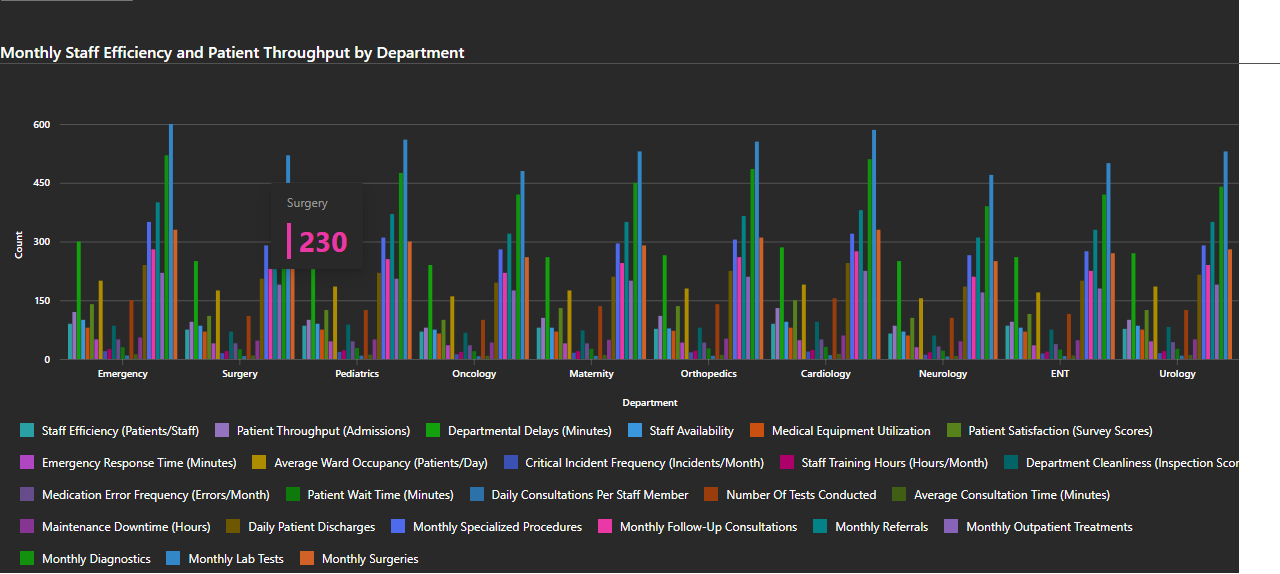 Monthly Staff Efficiency and Patient Throughput by Department
600
450
300
150
0
Count
Surgery
230
Emergency Surgery Pediatrics Oncology Maternity Orthopedics Cardiology Neurology ENT Urology
Department
Staff Efficiency (Patients/Staff) Patient Throughput (Admissions) Departmental Delays (Minutes) Staff Availability Medical Equipment Utilization Patient Satisfaction (Survey Scores)
Emergency Response Time (Minutes) Average Ward Occupancy (Patients/Day) Critical Incident Frequency (Incidents/Month) Staff Training Hours (Hours/Month) Department Cleanliness (Inspection Scor
Medication Error Frequency (Errors/Month) Patient Wait Time (Minutes) Daily Consultations Per Staff Member Number Of Tests Conducted Average Consultation Time (Minutes)
Maintenance Downtime (Hours) Daily Patient Discharges Monthly Specialized Procedures Monthly Follow-Up Consultations Monthly Referrals Monthly Outpatient Treatments
Monthly Diagnostics Monthly Lab Tests Monthly Surgeries